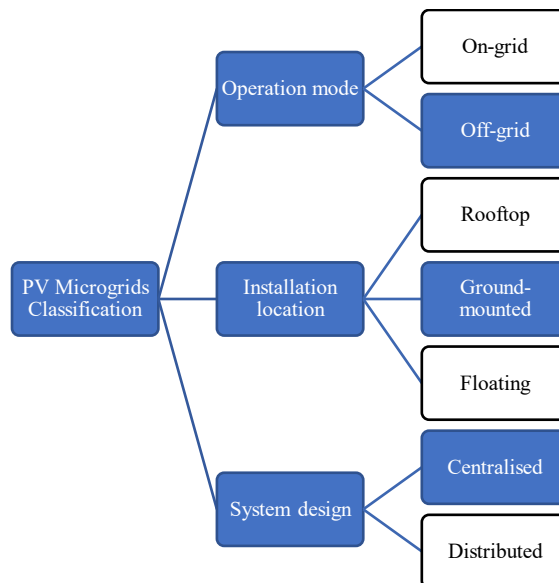 On-grid
Operation mode
Off-grid
Rooftop
PV Microgrids
Classification
Installation
location
Ground-
mounted
Floating
Centralised
System design
Distributed